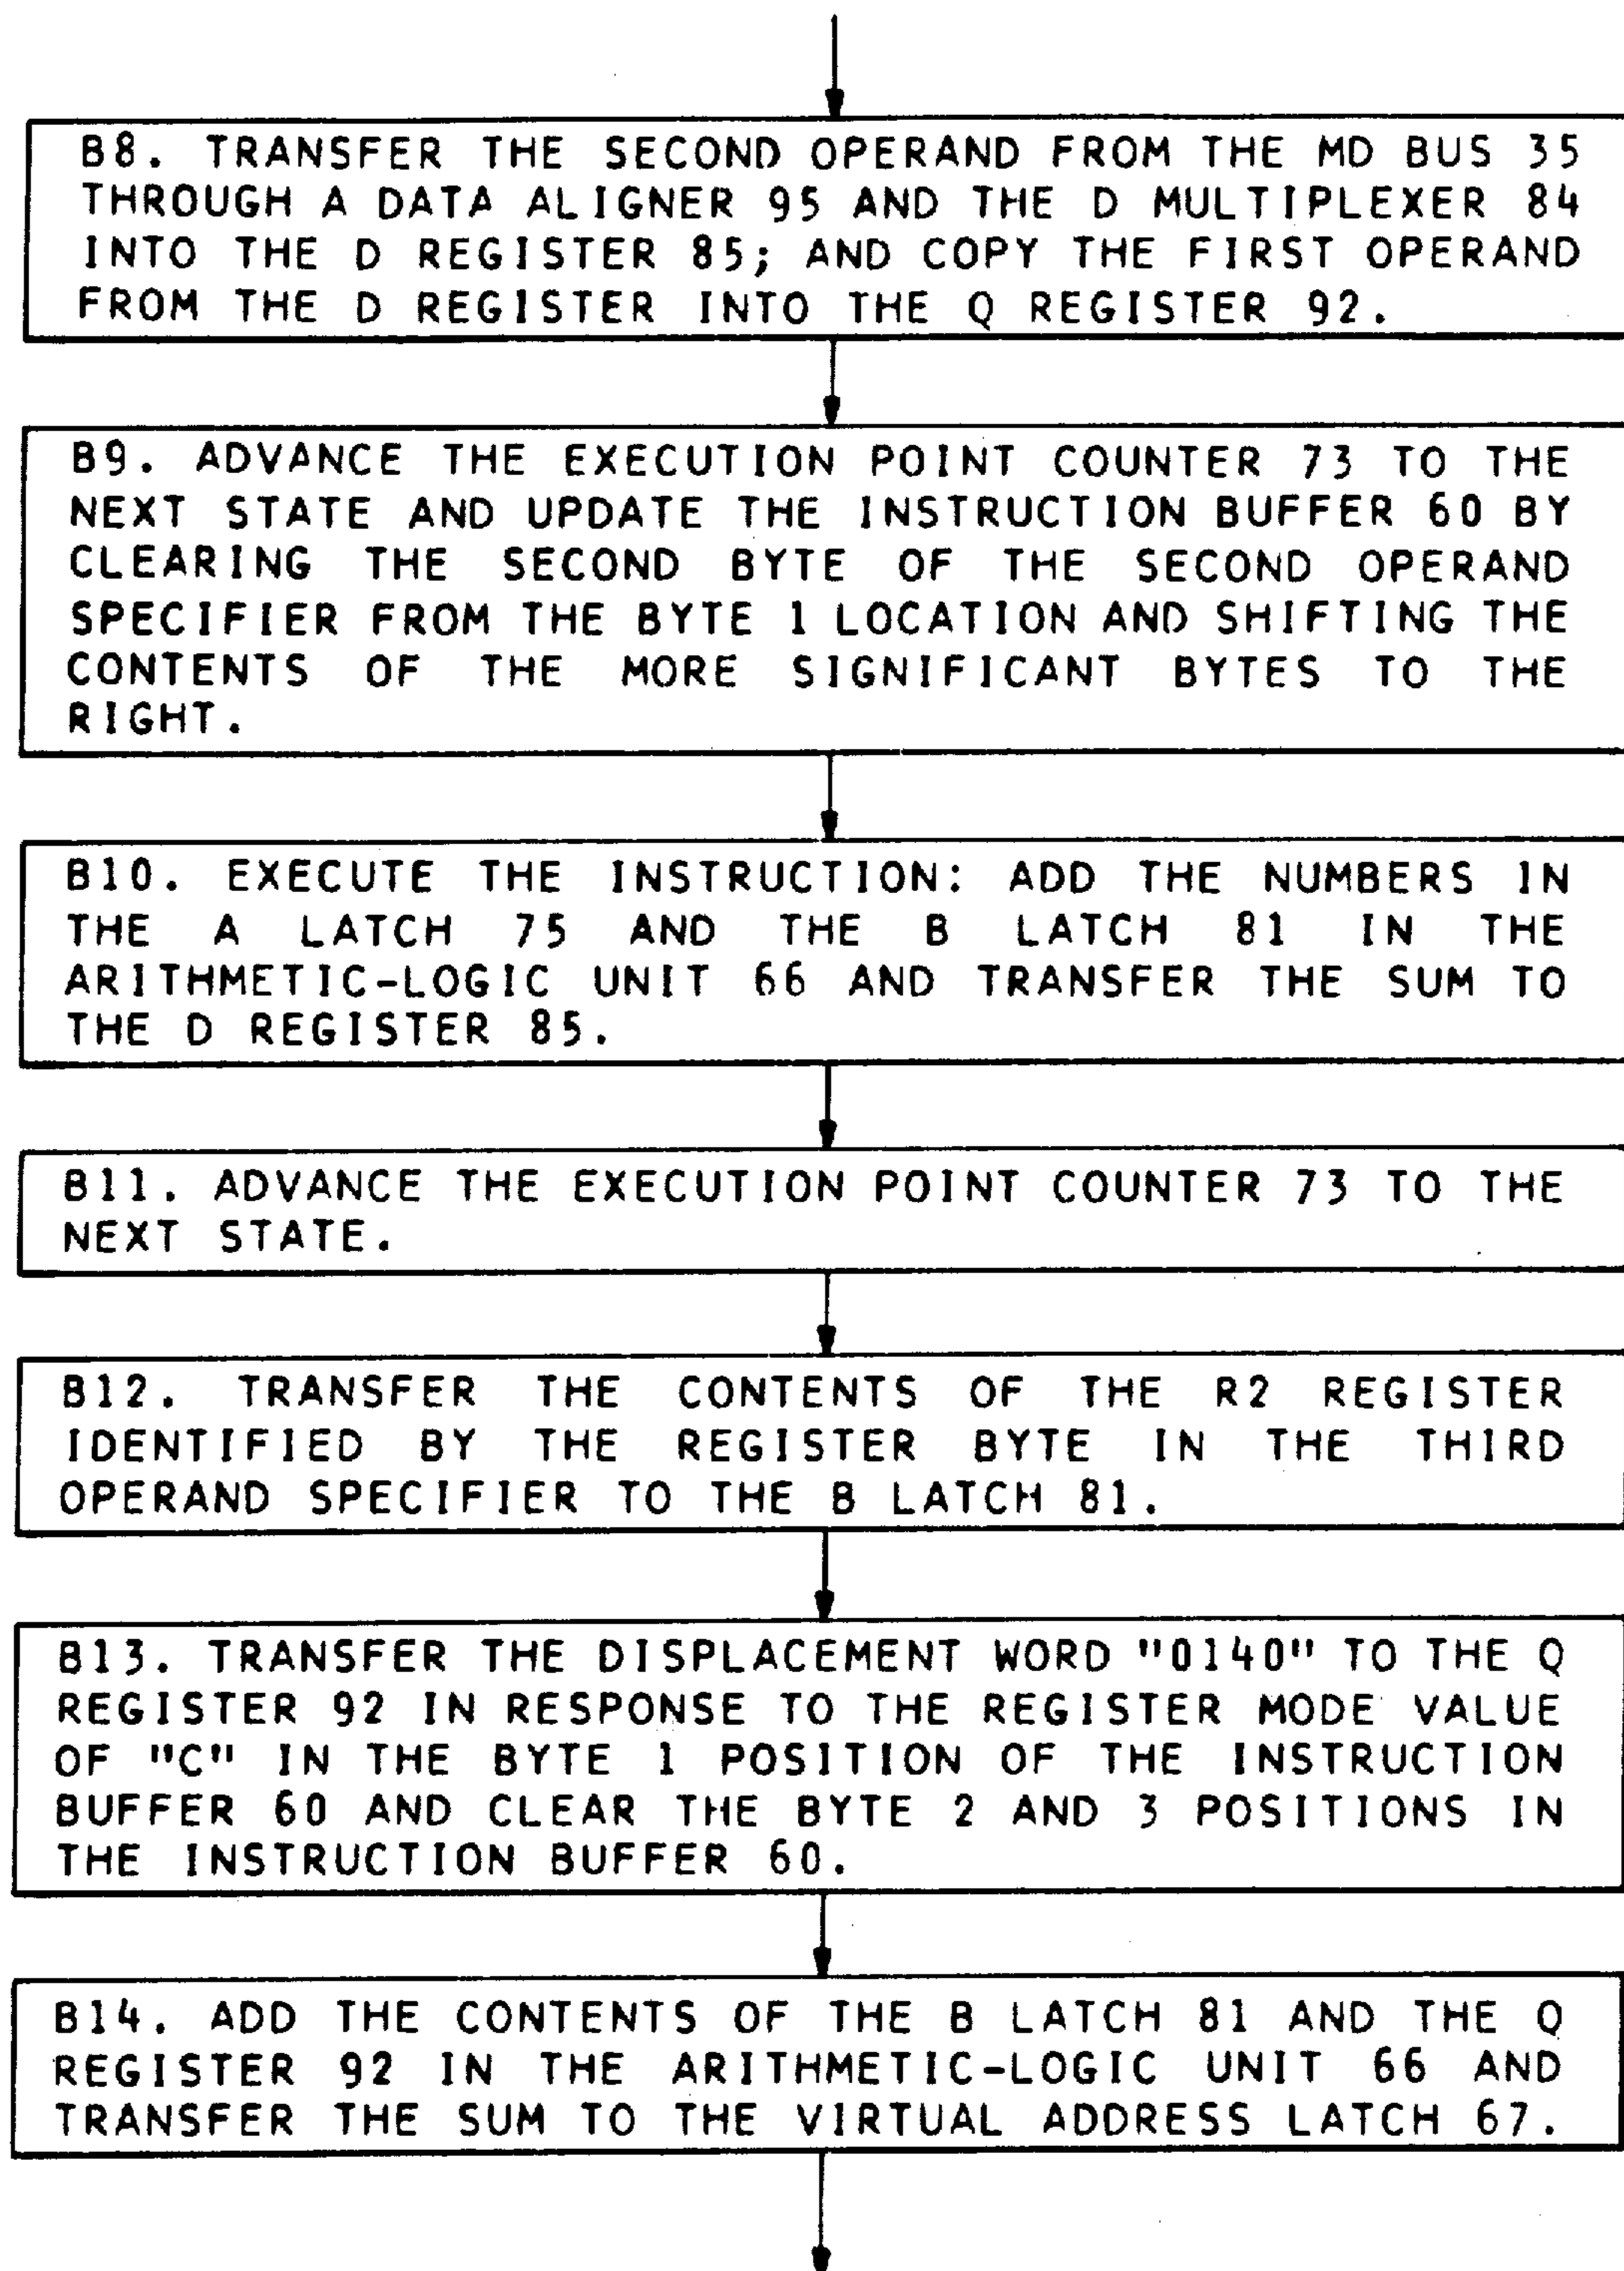 B8. TRANSFER THE SECOND OPERAND FROM THE MD BUS 35
THROUGH A DATA ALIGNER 95 AND THE D MULTIPLEXER 84
INTO THE D REGISTER 85; AND COPY THE FIRST OPERAND
FROM THE D REGISTER INTO THE Q REGISTER 92.
B9. ADVANCE THE EXECUTION POINT COUNTER 73 TO THE
NEXT STATE AND UPDATE THE INSTRUCTION BUFFER 60 BY
CLEARING THE SECOND BYTE OF THE SECOND OPERAND
SPECIFIER FROM THE BYTE 1 LOCATION AND SHIFTING THE
CONTENTS OF THE MORE SIGNIFICANT BYTES TO THE
RIGHT.
B10. EXECUTE THE INSTRUCTION: ADD THE NUMBERS IN
THE A LATCH 75 AND THE B LATCH 81 IN THE
ARITHMETIC-LOGIC UNIT 66 AND TRANSFER THE SUM TO
THE D REGISTER 85.
B11. ADVANCE THE EXECUTION POINT COUNTER 73 TO THE
NEXT STATE.
B12. TRANSFER THE CONTENTS OF THE R2 REGISTER
IDENTIFIED BY THE REGISTER BYTE IN THE THIRD
OPERAND SPECIFIER TO THE B LATCH 81.
B13. TRANSFER THE DISPLACEMENT WORD "0140" TO THE Q
REGISTER 92 IN RESPONSE TO THE REGISTER MODE VALUE
OF "C" IN THE BYTE 1 POSITION OF THE INSTRUCTION
BUFFER 60 AND CLEAR THE BYTE 2 AND 3 POSITIONS IN
THE INSTRUCTION BUFFER 60.
B14. ADD THE CONTENTS OF THE B LATCH 81 AND THE Q
REGISTER 92 IN THE ARITHMETIC-LOGIC UNIT 66 AND
TRANSFER THE SUM TO THE VIRTUAL ADDRESS LATCH 67.